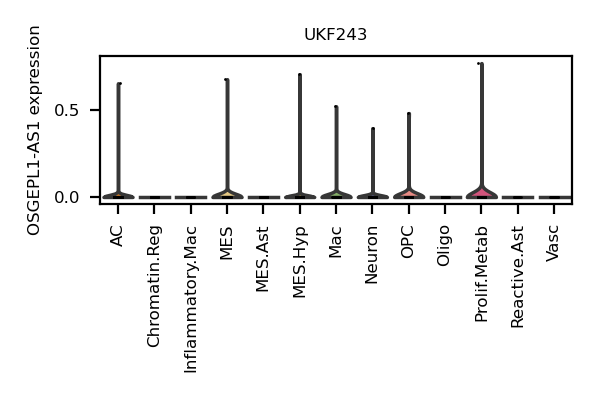 UKF243
OSGEPL1-AS1 expression
0.5
0.0
AC
Chromatin.Reg
Inflammatory.Mac
MES
MES.Ast
MES.Hyp
Mac
Neuron
OPC
Oligo
Prolif.Metab
Reactive.Ast
Vasc